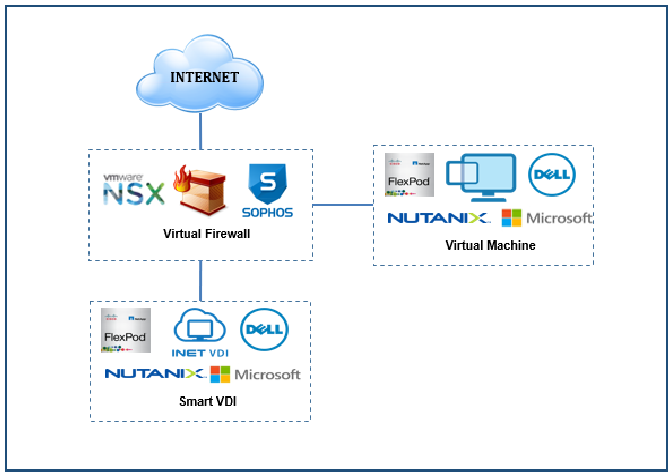 INTERNET
vmware
NSX
SOPHOS
Virtual Firewall
FlexPod
DELL
NUTANIX
Microsoft
Virtual Machine
FlexPod
INET VDI
DELL
NUTANIX
Microsoft
Smart VDI